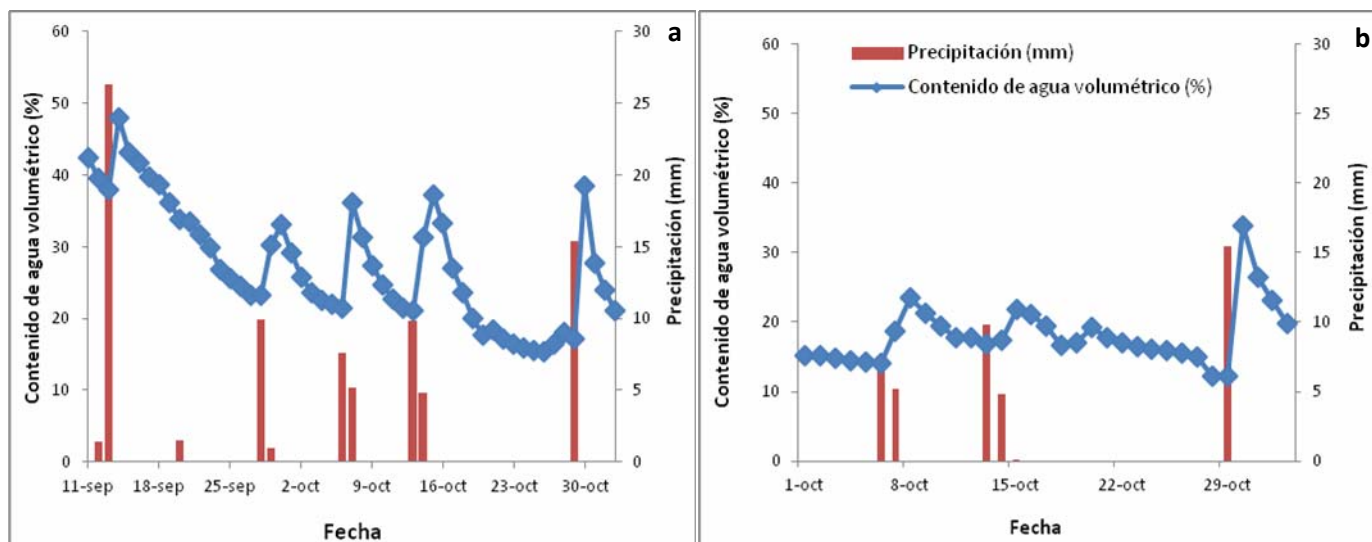 a
60
50
40
30
20
10
0
Contenido de agua volumétrico (%)
30
25
20
15
10
5
0
Precipitación (mm)
11-sep 18-sep 25-sep 2-oct 9-oct 16-oct 23-oct 30-oct
Fecha
b
Precipitación (mm)
Contenido de agua volumétrico (%)
60
50
40
30
20
10
0
Contenido de agua volumétrico (%)
30
25
20
15
10
5
0
Precipitación (mm)
1-oct 8-oct 15-oct 22-oct 29-oct
Fecha